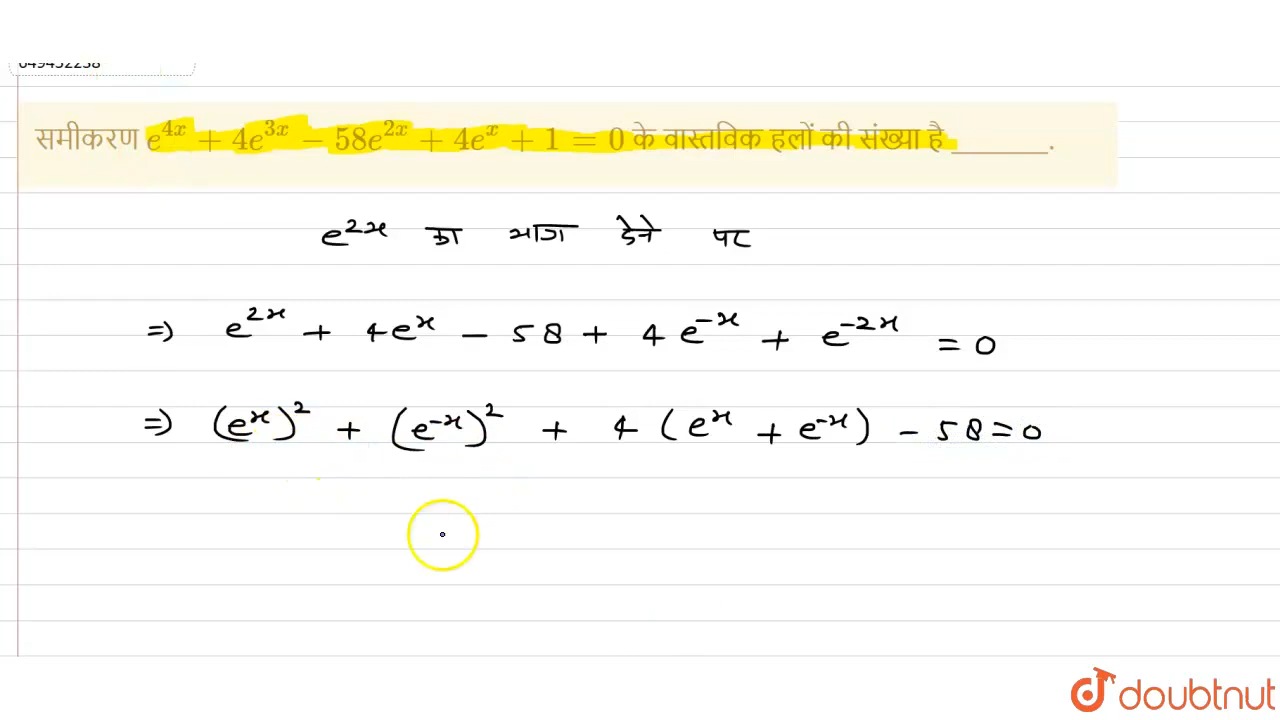 649452238
समीकरण e^{4x} + 4e^{3x} − 58e^{2x} + 4e^{x} + 1 = 0 के वास्तविक हलों की संख्या है ______.
e^{2x} का भाग देने पर
⇒ e^{2x} + 4e^{x} − 58 + 4e^{−x} + e^{−2x} = 0
⇒ (e^{x})^2 + (e^{−x})^2 + 4(e^{x} + e^{−x}) − 58 = 0
doubtnut